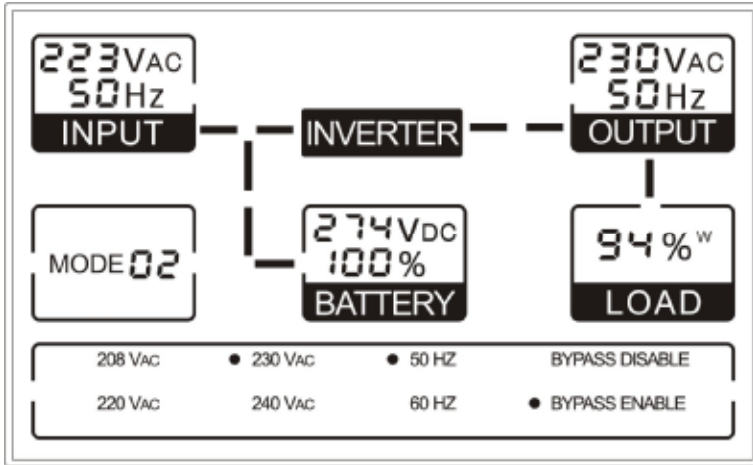 223VAC
50Hz
INPUT
INVERTER
230VAC
50Hz
OUTPUT
MODE 02
274VDC
100%
BATTERY
94%W
LOAD
208 VAC ● 230 VAC ● 50 HZ BYPASS DISABLE
220 VAC 240 VAC 60 HZ ● BYPASS ENABLE